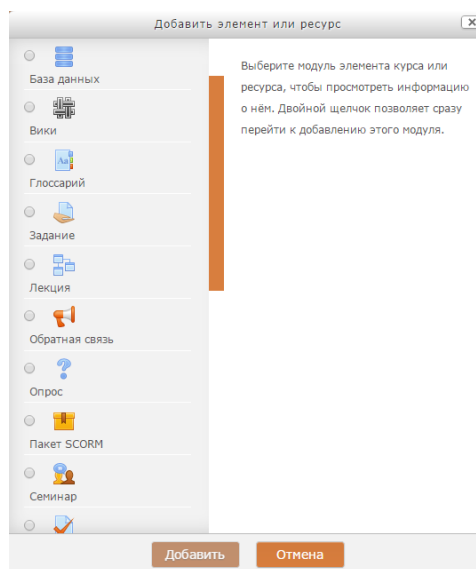 Добавить элемент или ресурс
База данных
Вики
Глоссарий
Задание
Лекция
Обратная связь
Опрос
Пакет SCORM
Семинар
Выберите модуль элемента курса или
ресурса, чтобы просмотреть информацию
о нём. Двойной щелчок позволяет сразу
перейти к добавлению этого модуля.
Добавить
Отмена